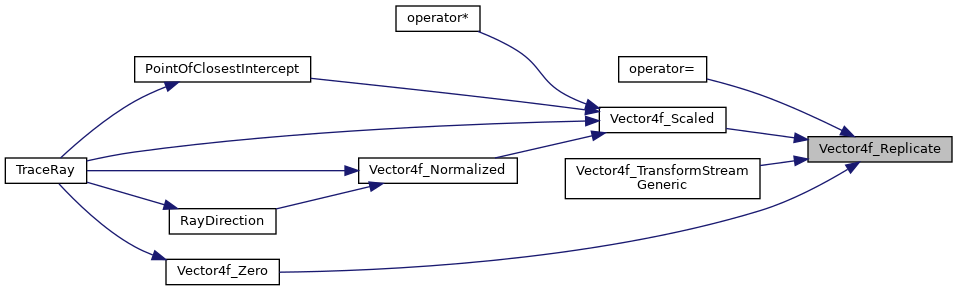 operator*
PointOfClosestIntercept
operator=
Vector4f_Scaled
Vector4f_Replicate
TraceRay
Vector4f_Normalized
Vector4f_TransformStream
Generic
RayDirection
Vector4f_Zero